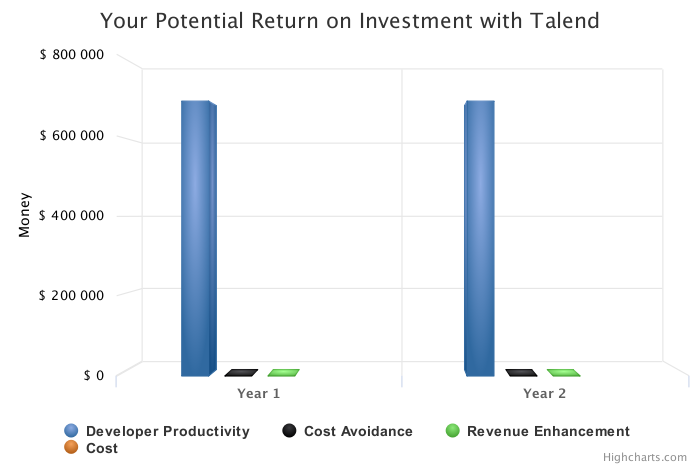 Your Potential Return on Investment with Talend
$ 800 000
$ 600 000
$ 400 000
$ 200 000
$ 0
Money
Year 1
Year 2
Developer Productivity
Cost Avoidance
Revenue Enhancement
Cost
Highcharts.com